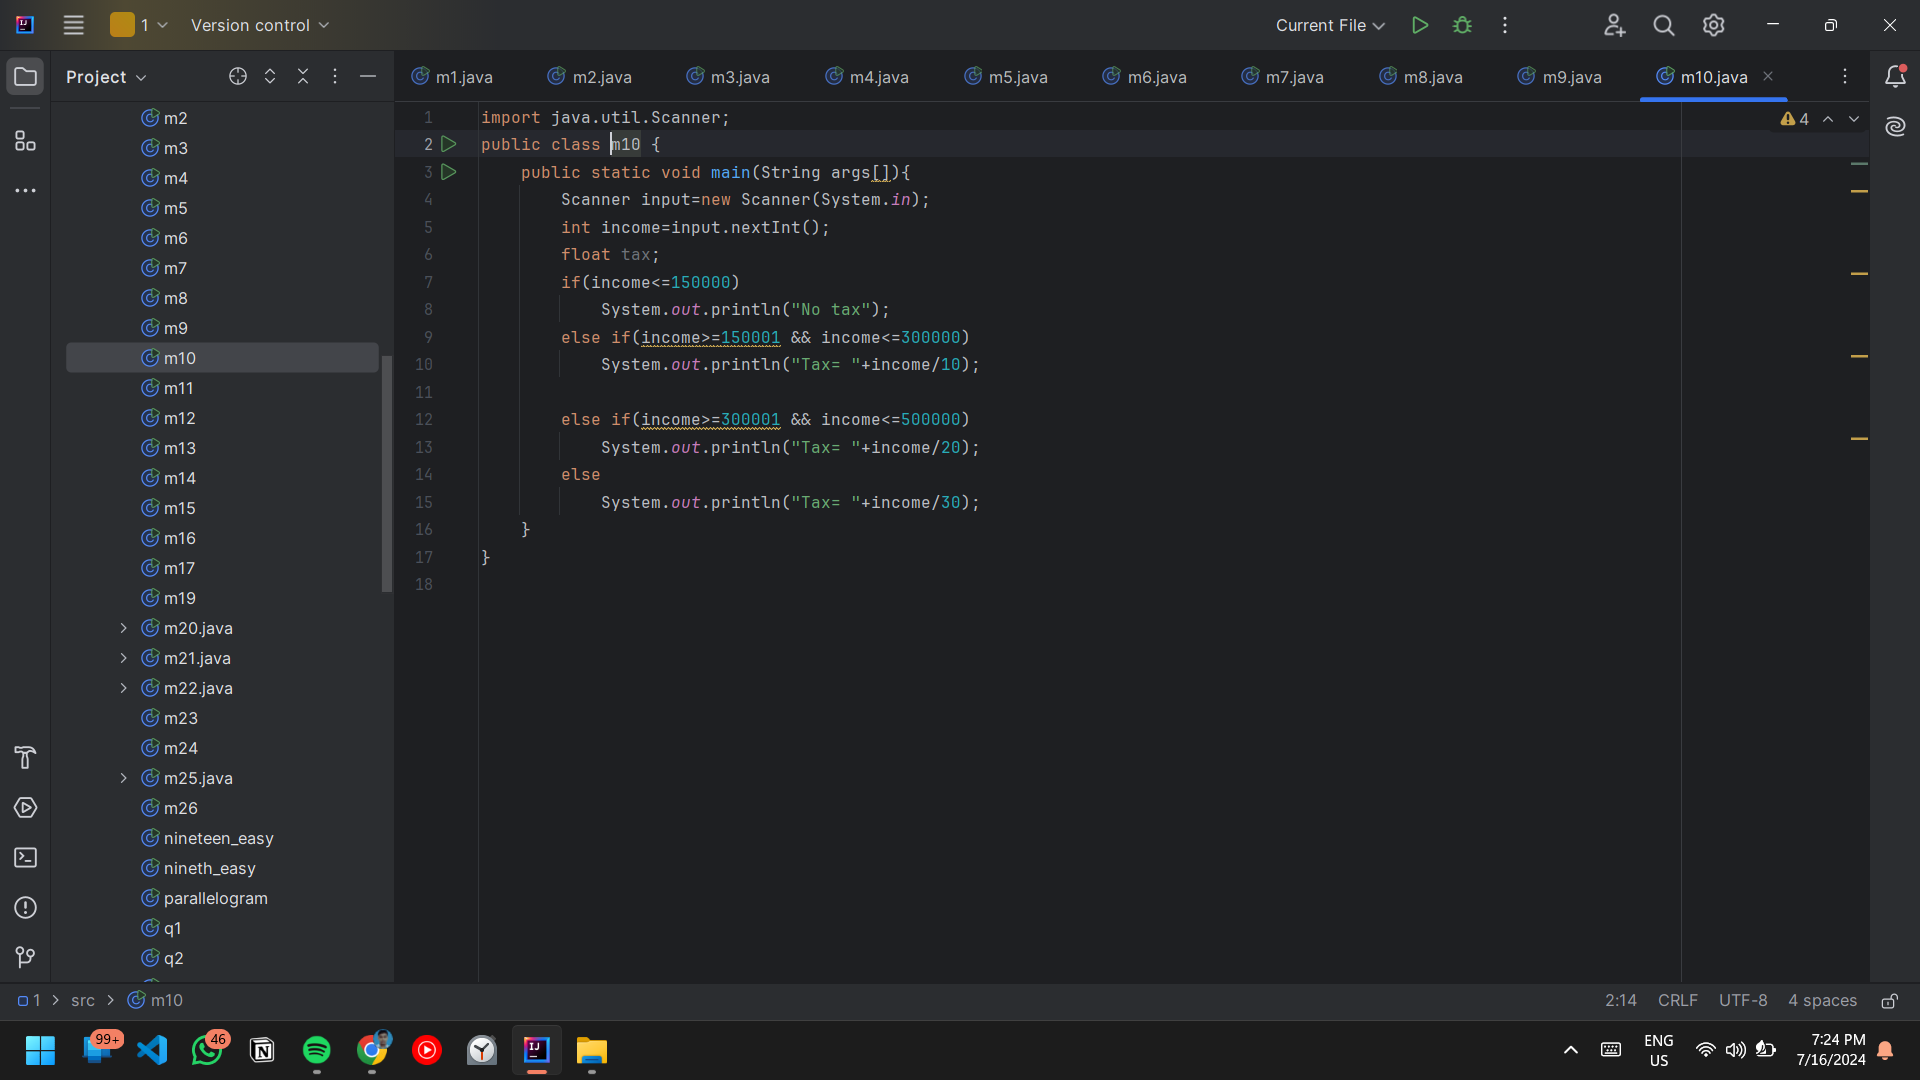 1 Version control Current File
Project
m1.java m2.java m3.java m4.java m5.java m6.java m7.java m8.java m9.java m10.java
m2
m3
m4
m5
m6
m7
m8
m9
m10
m11
m12
m13
m14
m15
m16
m17
m19
m20.java
m21.java
m22.java
m23
m24
m25.java
m26
nineteen_easy
nineth_easy
parallelogram
q1
q2
1 import java.util.Scanner;
2 public class m10 {
3 public static void main(String args[]){
4 Scanner input=new Scanner(System.in);
5 int income=input.nextInt();
6 float tax;
7 if(income<=150000)
8 System.out.println("No tax");
9 else if(income>=150001 && income<=300000)
10 System.out.println("Tax= "+income/10);
11
12 else if(income>=300001 && income<=500000)
13 System.out.println("Tax= "+income/20);
14 else
15 System.out.println("Tax= "+income/30);
16 }
17 }
18
4
1 > src > m10 2:14 CRLF UTF-8 4 spaces
99+ 46
ENG
US
7:24 PM
7/16/2024